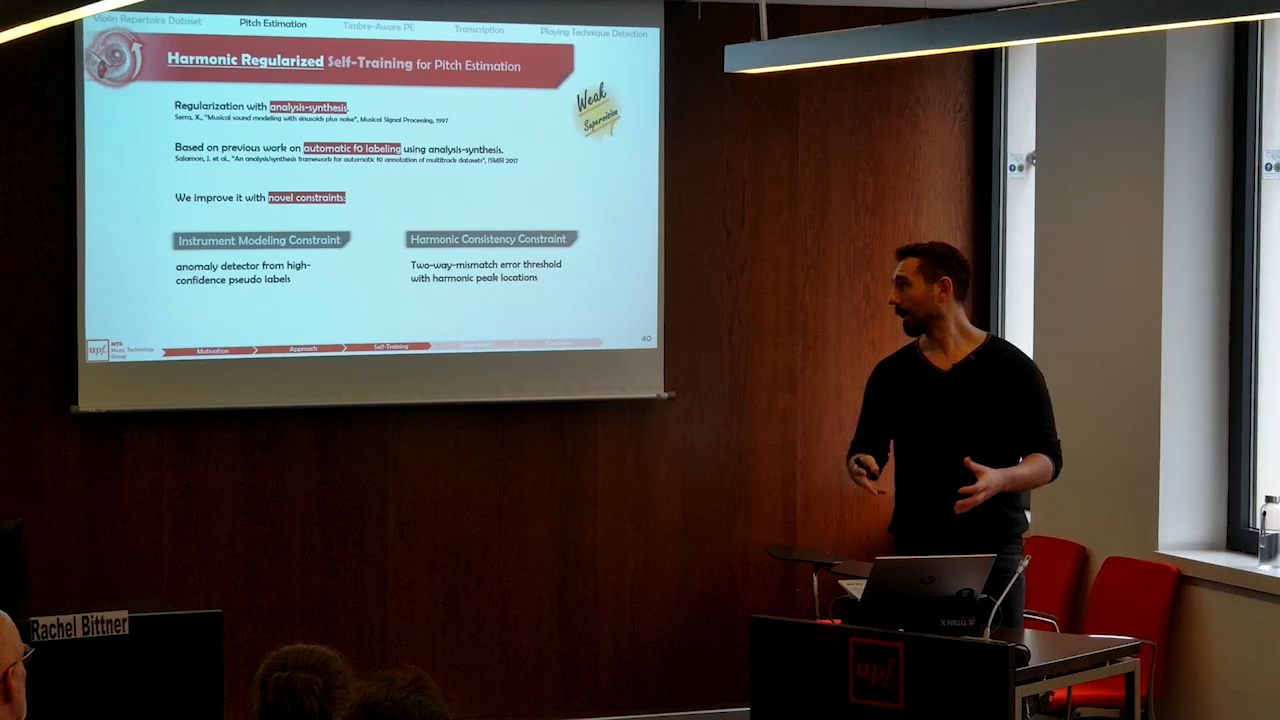 Violin Repertoire Dataset
Pitch Estimation
Timbre-Aware PE
Transcription
Playing Technique Detection
Harmonic Regularized Self-Training for Pitch Estimation
Weak
Supervision
Regularization with analysis-synthesis.
Serra, X., "Musical sound modeling with sinusoids plus noise", Musical Signal Processing, 1997
Based on previous work on automatic f0 labeling using analysis-synthesis.
Salamon, J. et al., "An analysis/synthesis framework for automatic f0 annotation of multitrack datasets", ISMIR 2017
We improve it with novel constraints:
Instrument Modeling Constraint
Harmonic Consistency Constraint
anomaly detector from high-
confidence pseudo labels
Two-way-mismatch error threshold
with harmonic peak locations
upf.
MTG
Music Technology
Group
Motivation
Approach
Self-Training
40
Rachel Bittner
hp
TITAN X
upf.